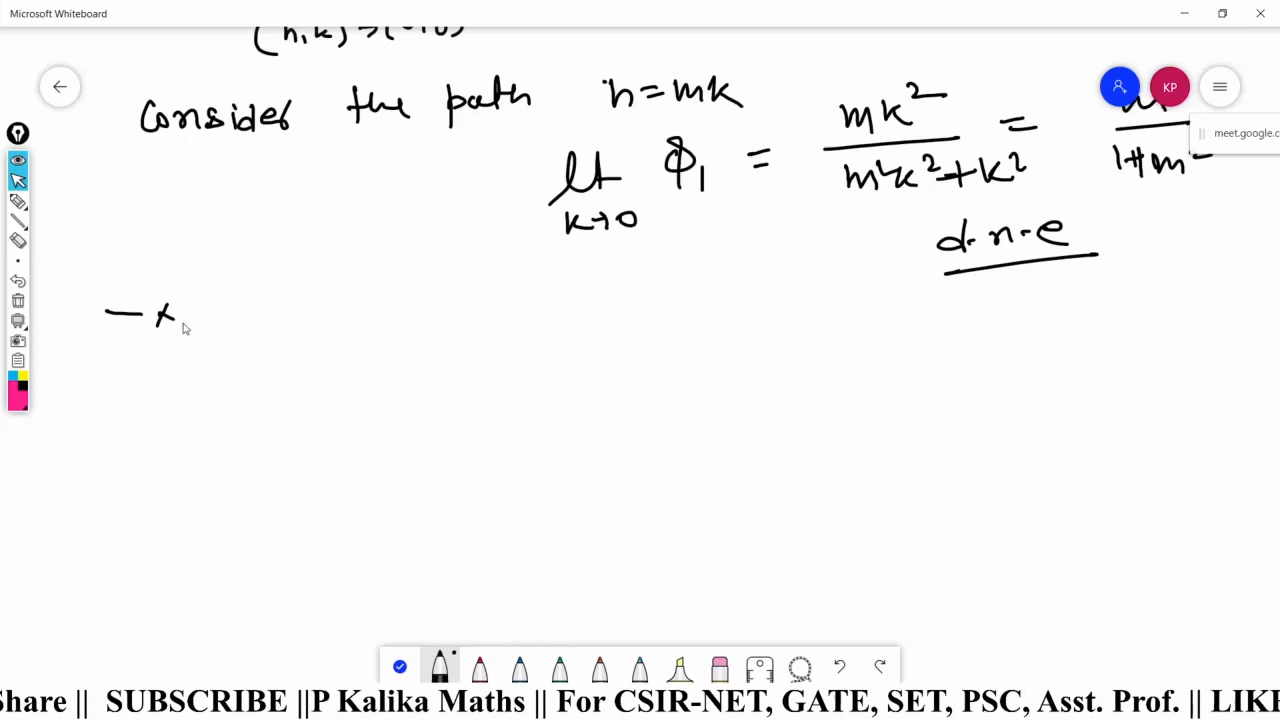 Microsoft Whiteboard
Consider the path h=mk
KP
lt ϕ₁ = mk²/(m²k²+k²) = /1+m²
k→0
meet.google.c
d.n.e
— x
Share || SUBSCRIBE ||P Kalika Maths || For CSIR-NET, GATE, SET, PSC, Asst. Prof. || LIKE